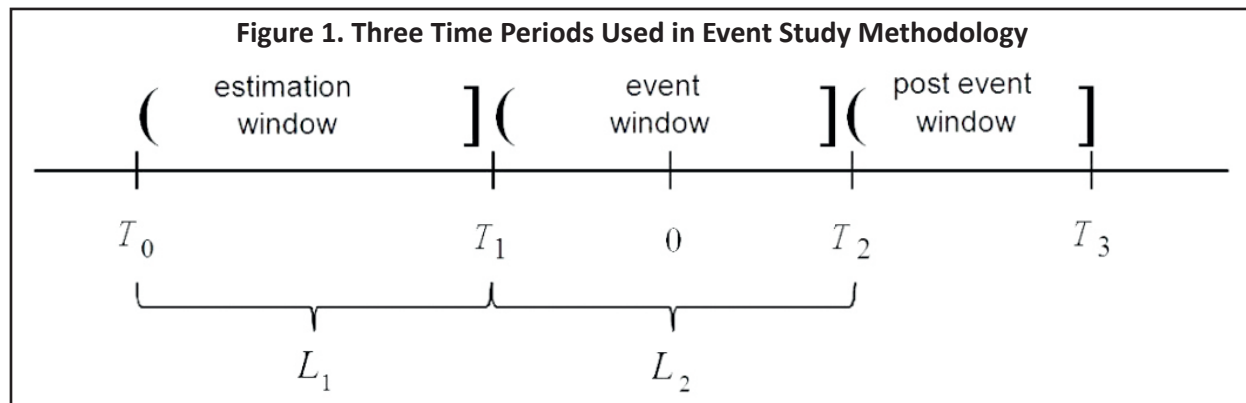 Figure 1. Three Time Periods Used in Event Study Methodology
( estimation window ] ( event window ] ( post event window ]
T0 T1 0 T2 T3
L1 L2